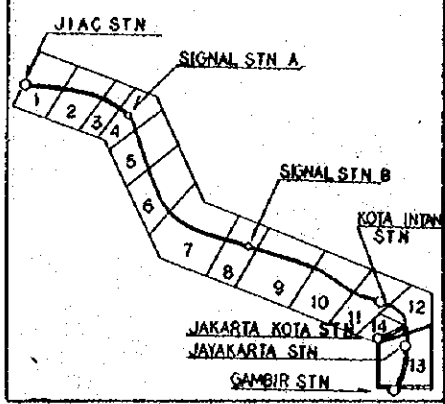 JIAC STN
SIGNAL STN A
1
2
3
4
5
6
SIGNAL STN B
7
8
9
10
11
KOTA INTAN
STN
12
14
JAKARTA KOTA STN
JAYAKARTA STN
13
GAMBIR STN